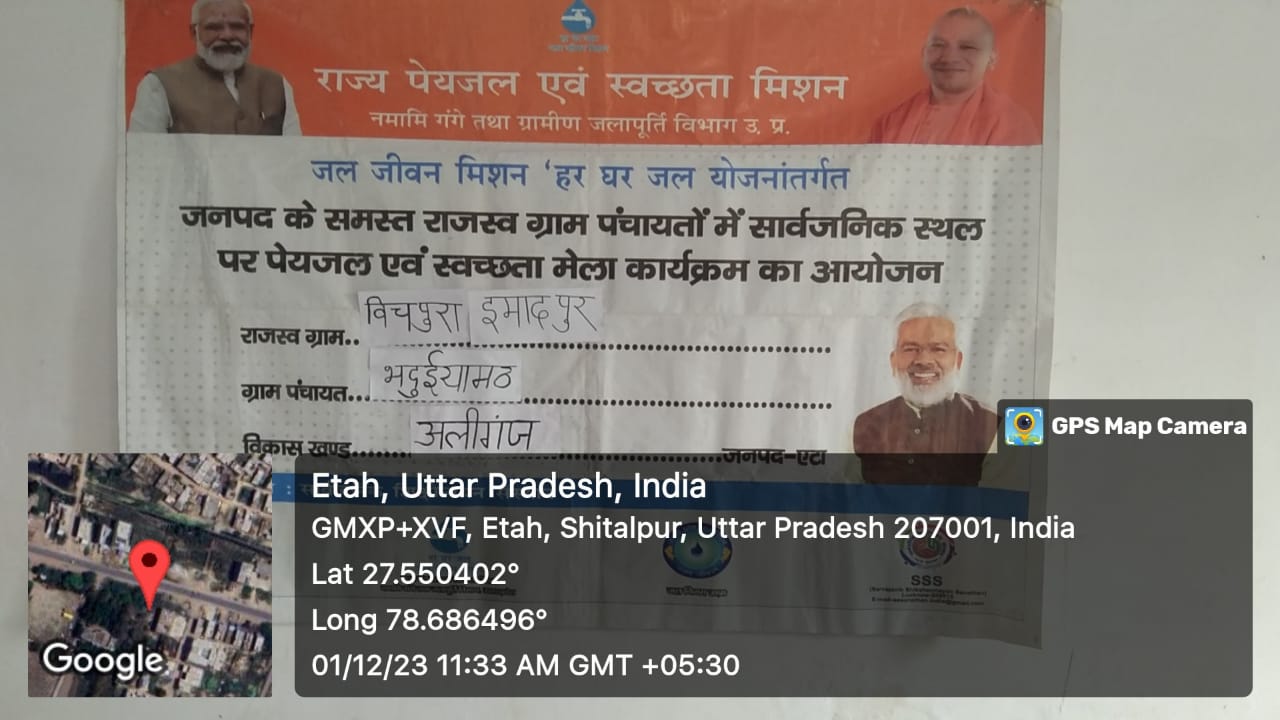 राज्य पेयजल एवं स्वच्छता मिशन
नमामि गंगे तथा ग्रामीण जलापूर्ति विभाग उ. प्र.
जल जीवन मिशन 'हर घर जल योजनांतर्गत
जनपद के समस्त राजस्व ग्राम पंचायतों में सार्वजनिक स्थल
पर पेयजल एवं स्वच्छता मेला कार्यक्रम का आयोजन
राजस्व ग्राम.. विचपुरा इमादपुर
ग्राम पंचायत... भदुईयामठ
विकास खण्ड....... अलीगंज ........जनपद-एटा
GPS Map Camera
Etah, Uttar Pradesh, India
GMXP+XVF, Etah, Shitalpur, Uttar Pradesh 207001, India
Lat 27.550402°
Long 78.686496°
01/12/23 11:33 AM GMT +05:30
Google
SSS